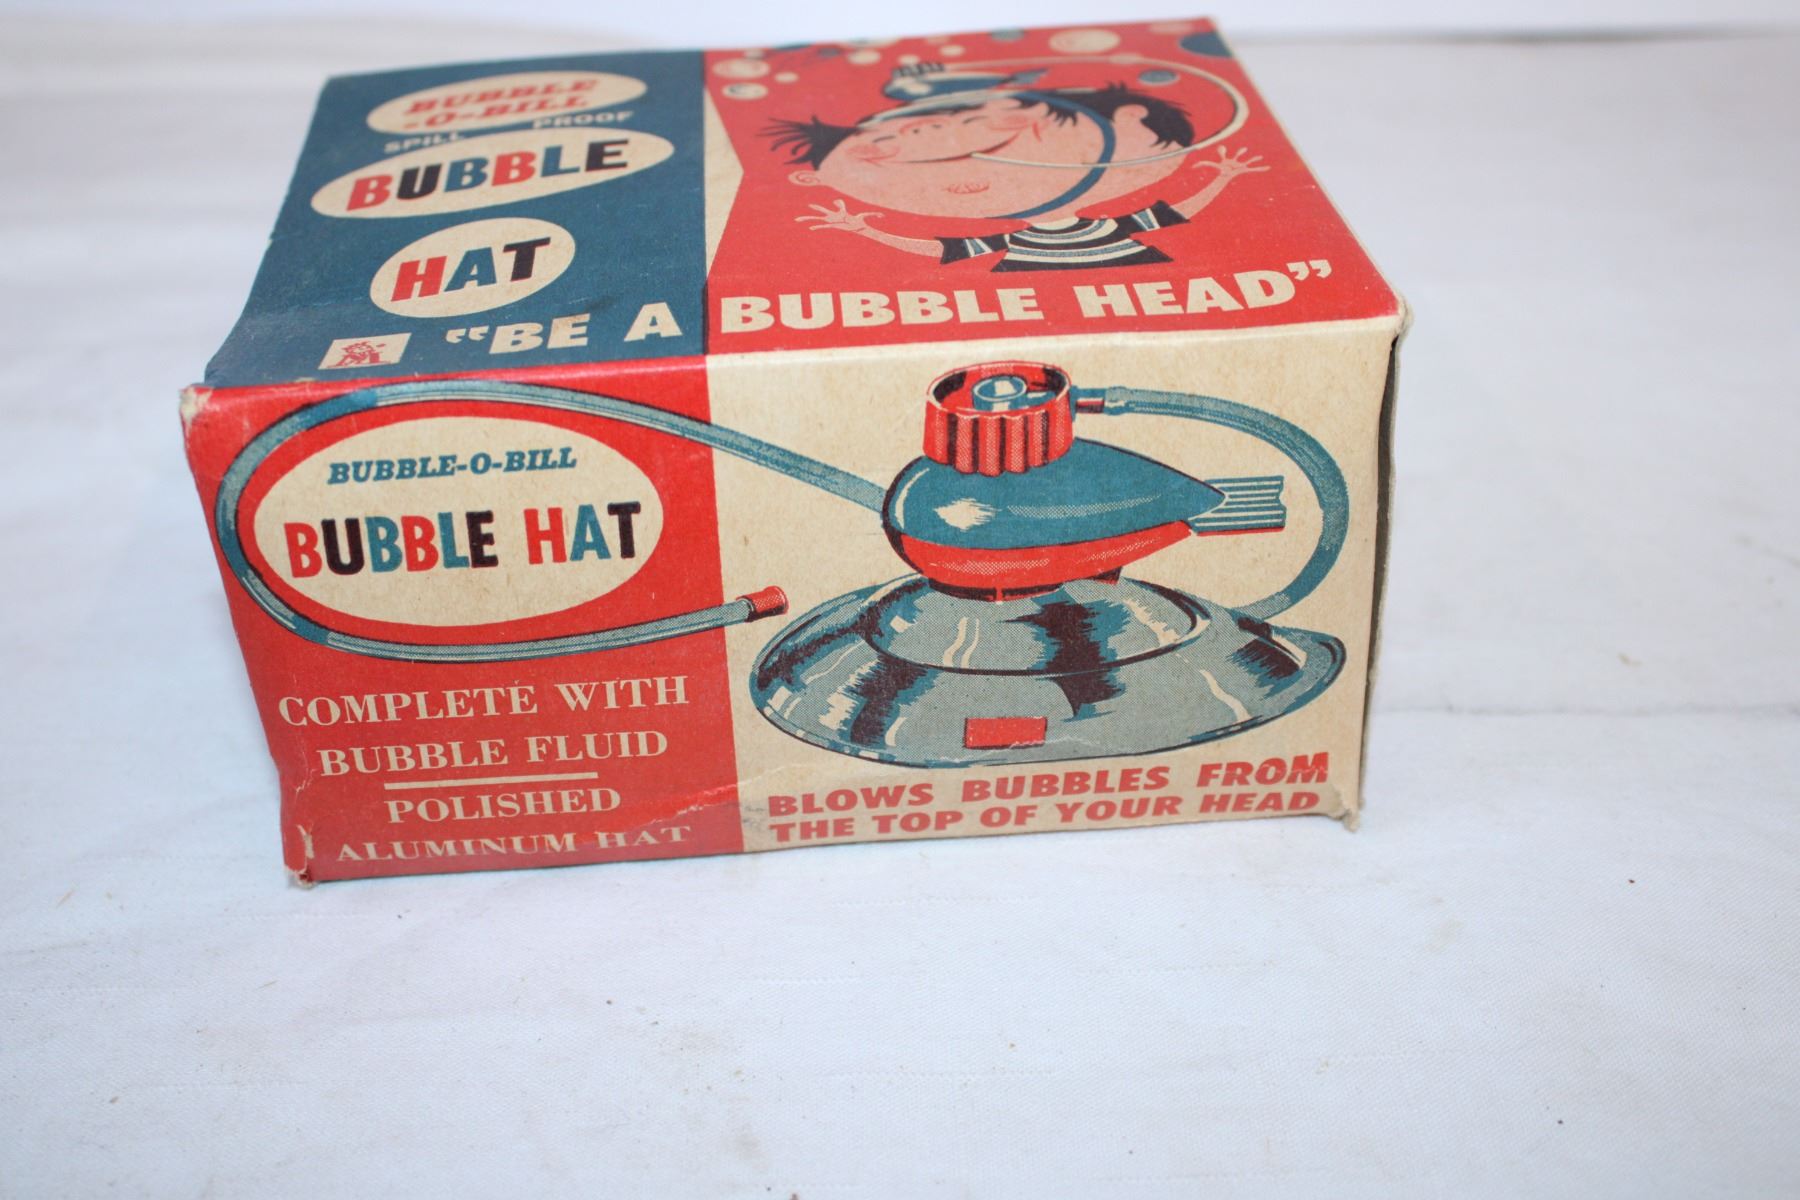 BUBBLE
-O-BILL
SPILL PROOF
BUBBLE
HAT
"BE A BUBBLE HEAD"
BUBBLE-O-BILL
BUBBLE HAT
COMPLETE WITH
BUBBLE FLUID
POLISHED
ALUMINUM HAT
BLOWS BUBBLES FROM
THE TOP OF YOUR HEAD